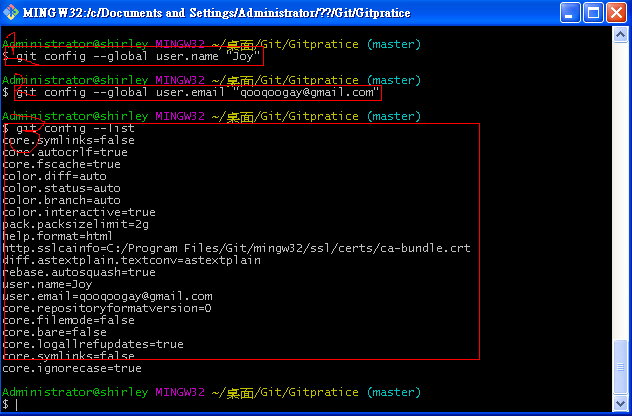 MINGW32:/c/Documents and Settings/Administrator/??/Git/Gitpratice
Administrator@shirley MINGW32 ~/桌面/Git/Gitpratice (master)
$ git config --global user.name "Joy"
Administrator@shirley MINGW32 ~/桌面/Git/Gitpratice (master)
$ git config --global user.email "qooqoogay@gmail.com"
Administrator@shirley MINGW32 ~/桌面/Git/Gitpratice (master)
$ git config --list
core.symlinks=false
core.autocrlf=true
core.fscache=true
color.diff=auto
color.status=auto
color.branch=auto
color.interactive=true
pack.packsizelimit=2g
help.format=html
http.sslcainfo=C:/Program Files/Git/mingw32/ssl/certs/ca-bundle.crt
diff.astextplain.textconv=astextplain
rebase.autosquash=true
user.name=Joy
user.email=qooqoogay@gmail.com
core.repositoryformatversion=0
core.filemode=false
core.bare=false
core.logallrefupdates=true
core.symlinks=false
core.ignorecase=true
Administrator@shirley MINGW32 ~/桌面/Git/Gitpratice (master)
$